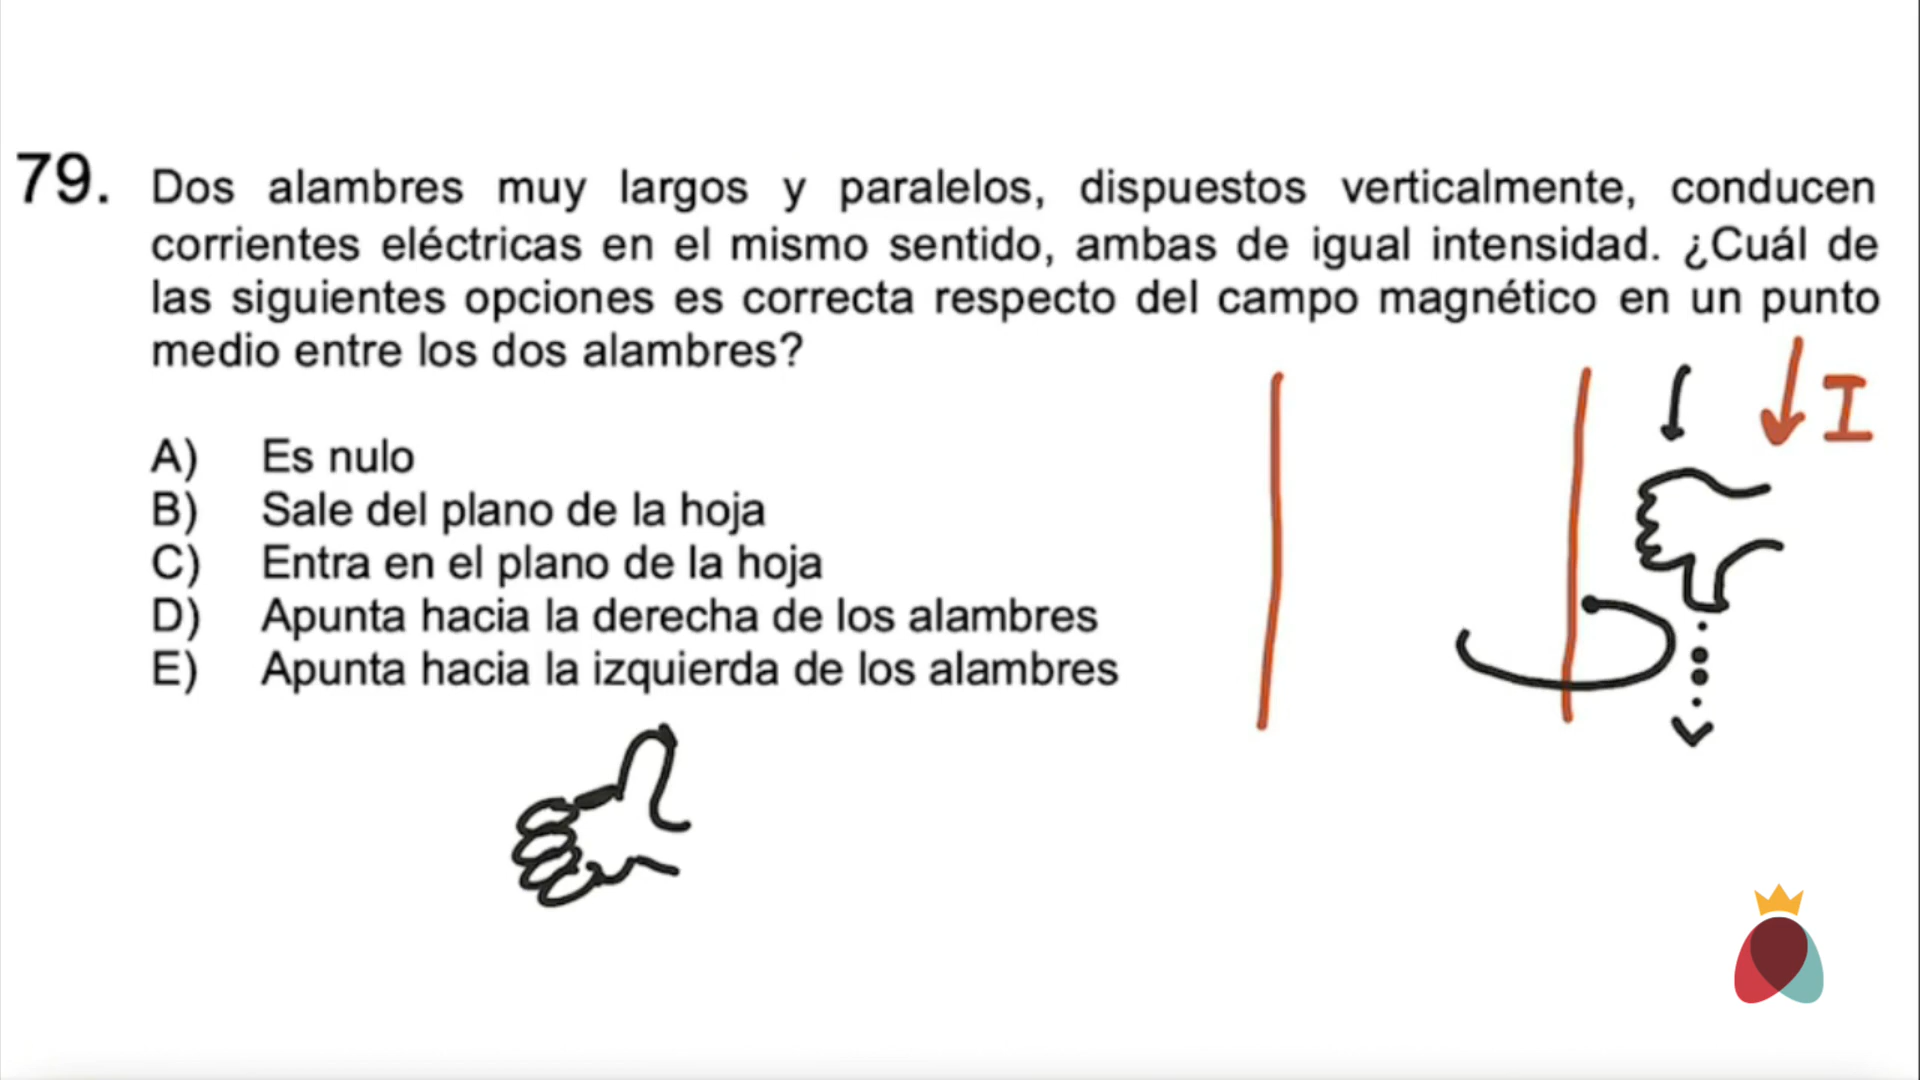 79. Dos alambres muy largos y paralelos, dispuestos verticalmente, conducen
corrientes eléctricas en el mismo sentido, ambas de igual intensidad. ¿Cuál de
las siguientes opciones es correcta respecto del campo magnético en un punto
medio entre los dos alambres?
I
A) Es nulo
B) Sale del plano de la hoja
C) Entra en el plano de la hoja
D) Apunta hacia la derecha de los alambres
E) Apunta hacia la izquierda de los alambres